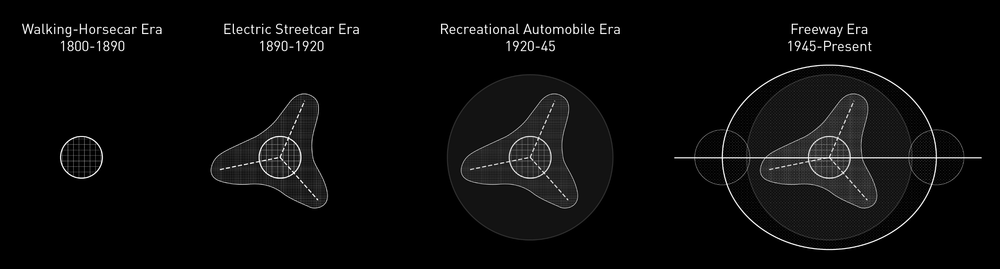 Walking-Horsecar Era
1800-1890
Electric Streetcar Era
1890-1920
Recreational Automobile Era
1920-45
Freeway Era
1945-Present